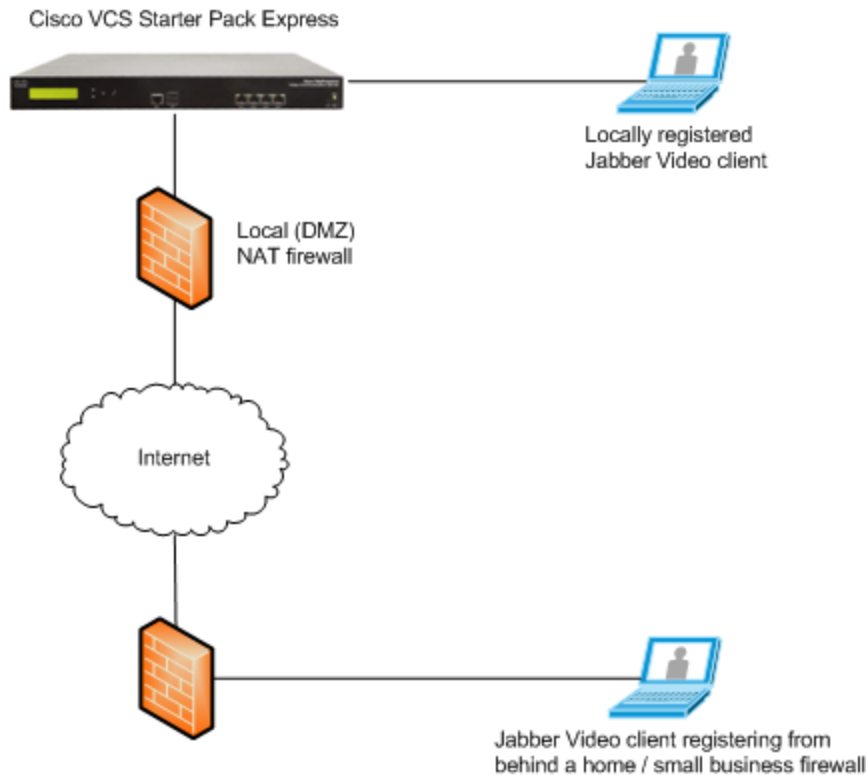 Cisco VCS Starter Pack Express
Locally registered
Jabber Video client
Local (DMZ)
NAT firewall
Internet
Jabber Video client registering from
behind a home / small business firewall